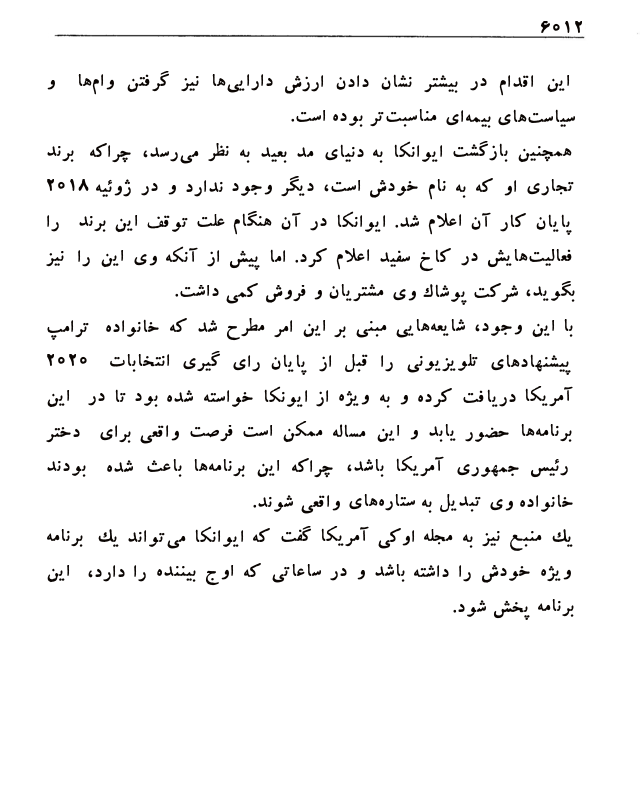 ۶۰۱۲
این اقدام در بیشتر نشان دادن ارزش دارایی‌ها نیز گرفتن وام‌ها و
سیاست‌های بیمه‌ای مناسبت‌تر بوده است.
همچنین بازگشت ایوانکا به دنیای مد بعید به نظر می‌رسد، چراکه برند
تجاری او که به نام خودش است، دیگر وجود ندارد و در ژوئیه ۲۰۱۸
پایان کار آن اعلام شد. ایوانکا در آن هنگام علت توقف این برند را
فعالیت‌هایش در کاخ سفید اعلام کرد. اما پیش از آنکه وی این را نیز
بگوید، شرکت پوشاك وی مشتریان و فروش کمی داشت.
با این وجود، شایعه‌هایی مبنی بر این امر مطرح شد که خانواده ترامپ
پیشنهادهای تلویزیونی را قبل از پایان رای گیری انتخابات ۲۰۲۰
آمریکا دریافت کرده و به ویژه از ایونکا خواسته شده بود تا در این
برنامه‌ها حضور یابد و این مساله ممکن است فرصت واقعی برای دختر
رئیس جمهوری آمریکا باشد، چراکه این برنامه‌ها باعث شده بودند
خانواده وی تبدیل به ستاره‌های واقعی شوند.
یك منبع نیز به مجله اوکی آمریکا گفت که ایوانکا می‌تواند یك برنامه
ویژه خودش را داشته باشد و در ساعاتی که اوج بیننده را دارد، این
برنامه پخش شود.